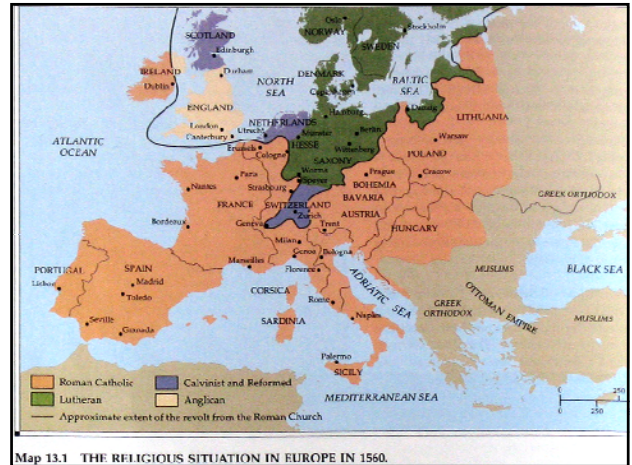 Oslo
NORWAY
Stockholm
SWEDEN
SCOTLAND
Edinburgh
IRELAND
Dublin
Durham
NORTH
SEA
DENMARK
Copenhagen
BALTIC
SEA
ENGLAND
London
Canterbury
Utrecht
NETHERLANDS
Hamburg
Danzig
LITHUANIA
ATLANTIC
OCEAN
Brussels
Cologne
Münster
HESSE
Berlin
Wittenberg
SAXONY
Warsaw
POLAND
Paris
Worms
Speyer
Strasbourg
Prague
BOHEMIA
Cracow
Nantes
FRANCE
BAVARIA
SWITZERLAND
Zurich
AUSTRIA
GREEK ORTHODOX
Bordeaux
Geneva
Trent
HUNGARY
Milan
Genoa
Bologna
Marseilles
Florence
MUSLIMS
BLACK SEA
PORTUGAL
Lisbon
SPAIN
Madrid
Toledo
CORSICA
ADRIATIC SEA
Rome
GREEK
ORTHODOX
OTTOMAN EMPIRE
MUSLIMS
SARDINIA
Naples
Seville
Granada
Palermo
SICILY
MEDITERRANEAN SEA
Roman Catholic
Calvinist and Reformed
Lutheran
Anglican
Approximate extent of the revolt from the Roman Church
0 250
0 250
Map 13.1 THE RELIGIOUS SITUATION IN EUROPE IN 1560.